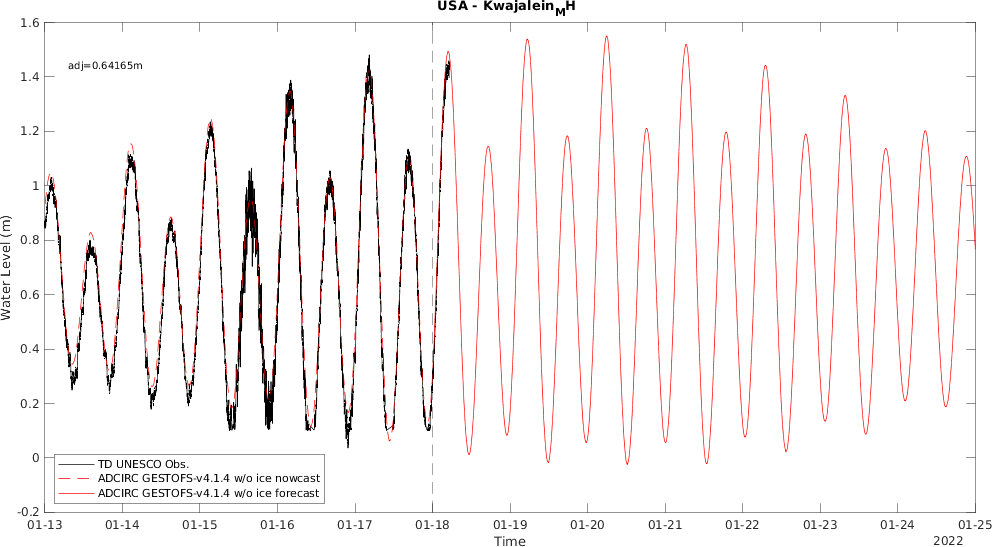 USA - KwajaleinMH
1.6
1.4
1.2
1
0.8
0.6
0.4
0.2
0
-0.2
Water Level (m)
adj=0.64165m
TD UNESCO Obs.
ADCIRC GESTOFS-v4.1.4 w/o ice nowcast
ADCIRC GESTOFS-v4.1.4 w/o ice forecast
01-13 01-14 01-15 01-16 01-17 01-18 01-19 01-20 01-21 01-22 01-23 01-24 01-25
Time
2022